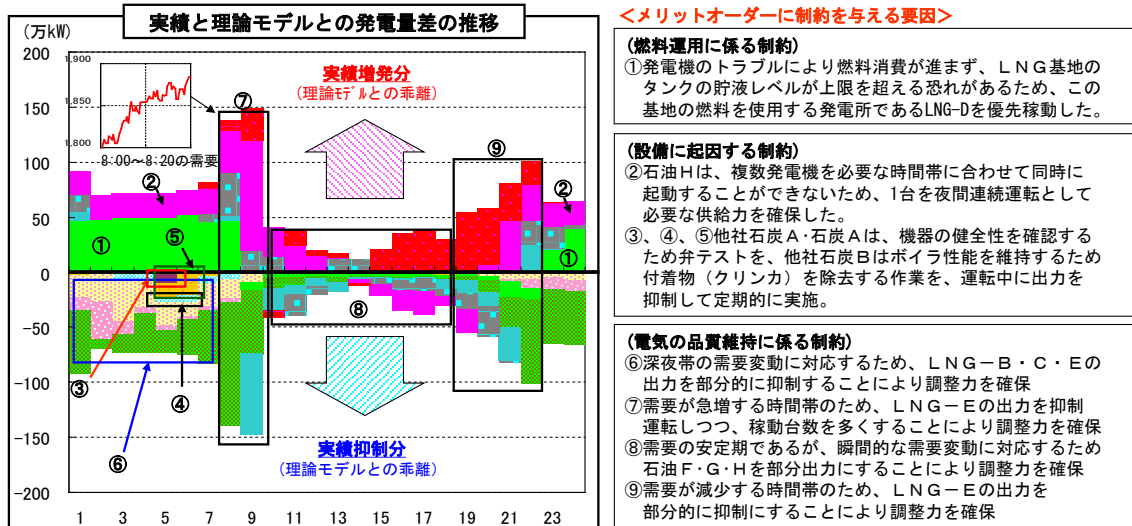 実績と理論モデルとの発電量差の推移
(万kW)
200
150
100
50
0
-50
-100
-150
-200
1,900
1,850
1,800
8:00～8:20の需要
実績増発分
(理論ﾓﾃﾞﾙとの乖離)
実績抑制分
(理論モデルとの乖離)
①
②
③
④
⑤
⑥
⑦
⑧
⑨
②
①
1 3 5 7 9 11 13 15 17 19 21 23
＜メリットオーダーに制約を与える要因＞
(燃料運用に係る制約)
①発電機のトラブルにより燃料消費が進まず、ＬＮＧ基地の
タンクの貯液レベルが上限を超える恐れがあるため、この
基地の燃料を使用する発電所であるLNG-Dを優先稼動した。
(設備に起因する制約)
②石油Ｈは、複数発電機を必要な時間帯に合わせて同時に
起動することができないため、1台を夜間連続運転として
必要な供給力を確保した。
③、④、⑤他社石炭Ａ･石炭Ａは、機器の健全性を確認する
ため弁テストを、他社石炭Ｂはボイラ性能を維持するため
付着物（クリンカ）を除去する作業を、運転中に出力を
抑制して定期的に実施。
(電気の品質維持に係る制約)
⑥深夜帯の需要変動に対応するため、ＬＮＧ－Ｂ・Ｃ・Ｅの
出力を部分的に抑制することにより調整力を確保
⑦需要が急増する時間帯のため、ＬＮＧ－Ｅの出力を抑制
運転しつつ、稼動台数を多くすることにより調整力を確保
⑧需要の安定期であるが、瞬間的な需要変動に対応するため
石油Ｆ・Ｇ・Ｈを部分出力にすることにより調整力を確保
⑨需要が減少する時間帯のため、ＬＮＧ－Ｅの出力を
部分的に抑制にすることにより調整力を確保